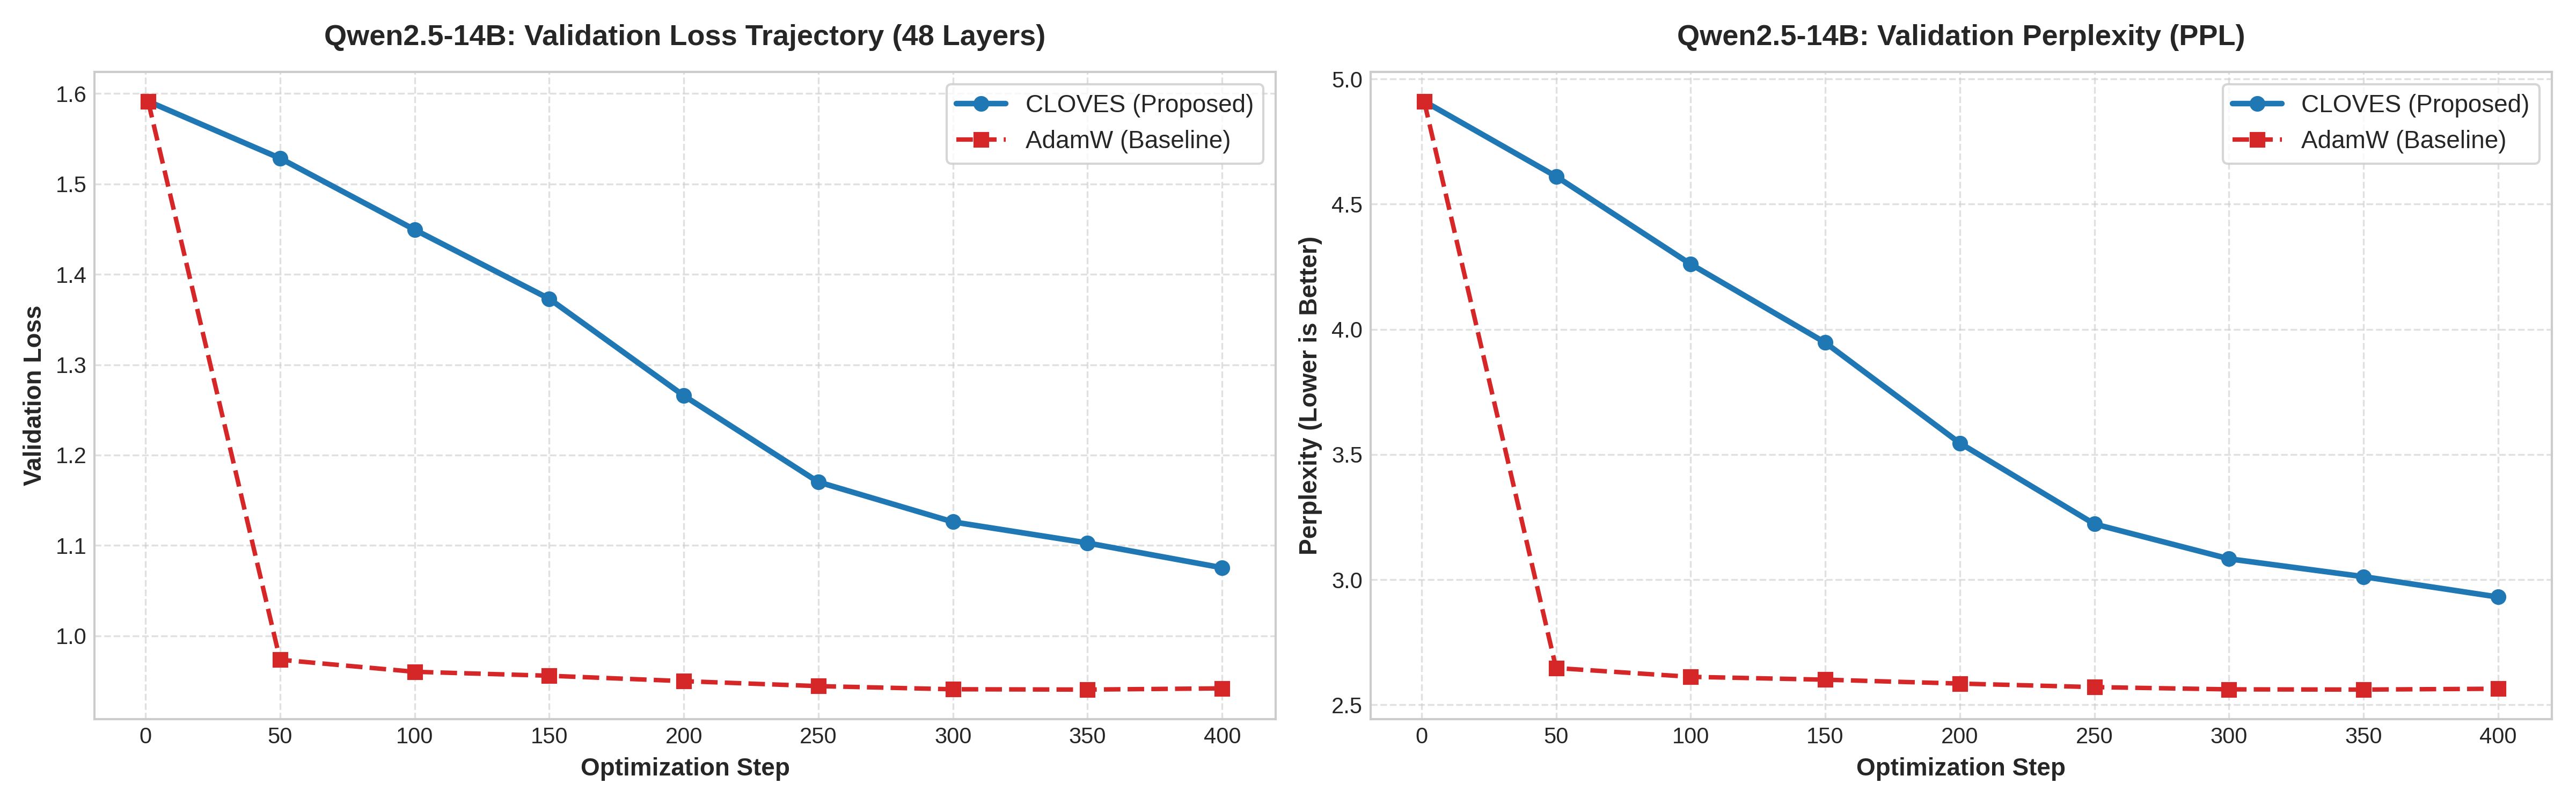 Qwen2.5-14B: Validation Loss Trajectory (48 Layers)
CLOVES (Proposed)
AdamW (Baseline)
Validation Loss
1.6
1.5
1.4
1.3
1.2
1.1
1.0
0 50 100 150 200 250 300 350 400
Optimization Step
Qwen2.5-14B: Validation Perplexity (PPL)
CLOVES (Proposed)
AdamW (Baseline)
Perplexity (Lower is Better)
5.0
4.5
4.0
3.5
3.0
2.5
0 50 100 150 200 250 300 350 400
Optimization Step